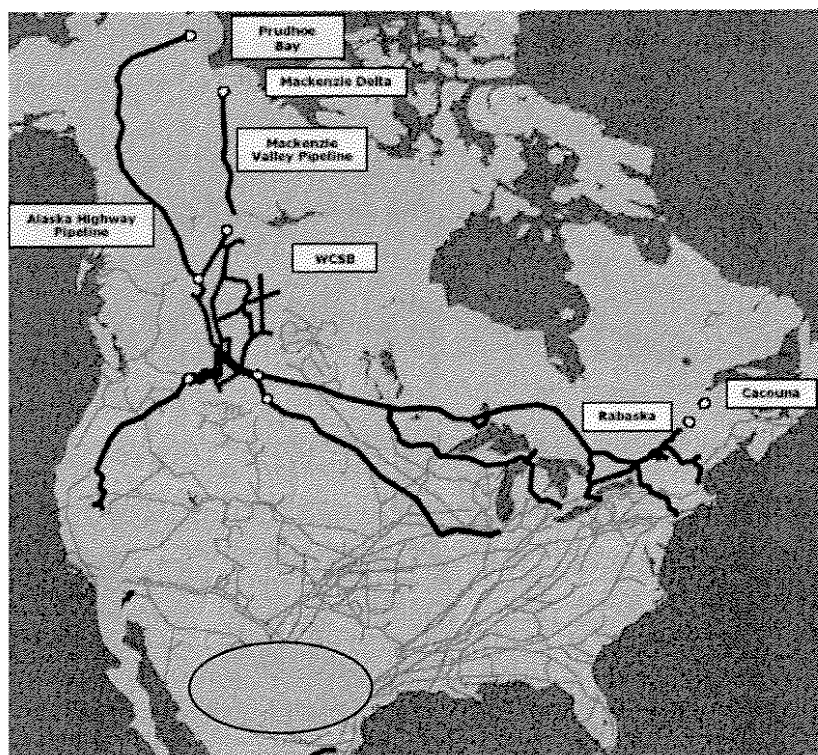 Prudhoe
Bay
Mackenzie Delta
Mackenzie
Valley Pipeline
Alaska Highway
Pipeline
WCSB
Cacouna
Rabaska